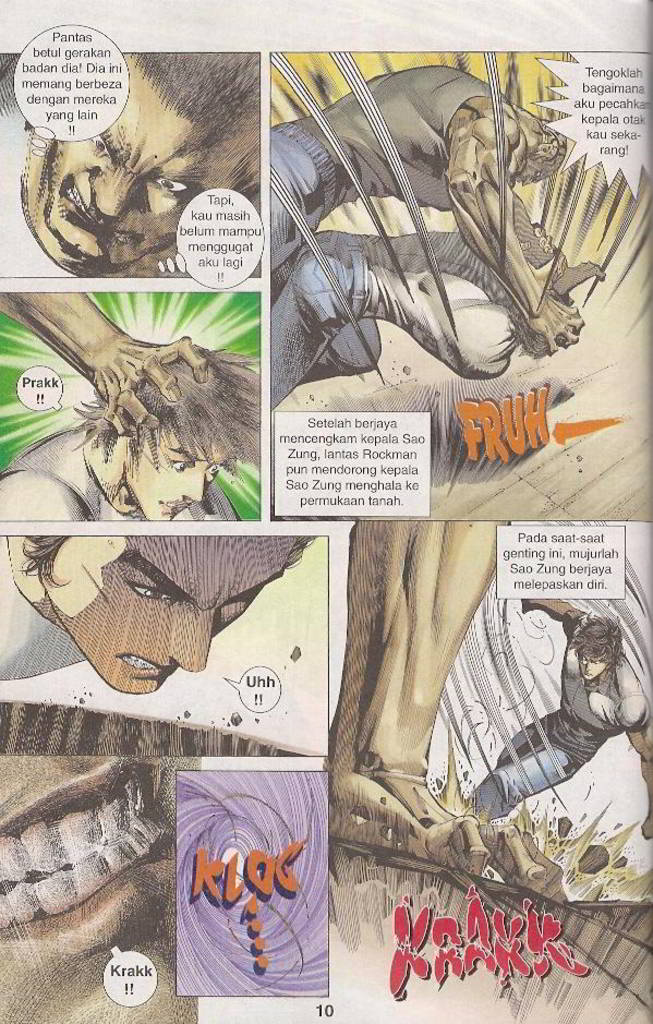 Pantas
betul gerakan
badan dia! Dia ini
memang berbeza
dengan mereka
yang lain
!!
Tapi,
kau masih
belum mampu
menggugat
aku lagi
!!
Tengoklah
bagaimana
aku pecahkan
kepala otak
kau seka-
rang!
Prakk
!!
FRUH
Setelah berjaya
mencengkam kepala Sao
Zung, lantas Rockman
pun mendorong kepala
Sao Zung menghala ke
permukaan tanah.
Uhh
!!
Pada saat-saat
genting ini, mujurlah
Sao Zung berjaya
melepaskan diri.
KLOG
Krakk
!!
KRAKK
10